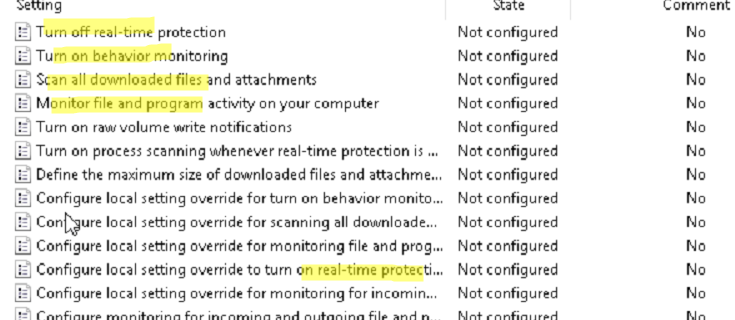 Setting State Comment
Turn off real-time protection Not configured No
Turn on behavior monitoring Not configured No
Scan all downloaded files and attachments Not configured No
Monitor file and program activity on your computer Not configured No
Turn on raw volume write notifications Not configured No
Turn on process scanning whenever real-time protection is ... Not configured No
Define the maximum size of downloaded files and attachme... Not configured No
Configure local setting override for turn on behavior monito... Not configured No
Configure local setting override for scanning all downloade... Not configured No
Configure local setting override for monitoring file and prog... Not configured No
Configure local setting override to turn on real-time protecti... Not configured No
Configure local setting override for monitoring for incomin... Not configured No
Configure monitoring for incoming and outgoing file and p... Not configured No